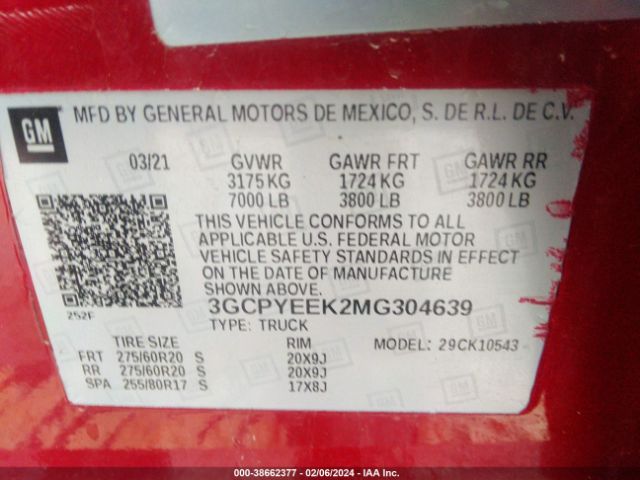 GM
MFD BY GENERAL MOTORS DE MEXICO, S. DE R.L. DE C.V.
03/21 GVWR GAWR FRT GAWR RR
3175 KG 1724 KG 1724 KG
7000 LB 3800 LB 3800 LB
THIS VEHICLE CONFORMS TO ALL
APPLICABLE U.S. FEDERAL MOTOR
VEHICLE SAFETY STANDARDS IN EFFECT
ON THE DATE OF MANUFACTURE
SHOWN ABOVE.
252F
3GCPYEEK2MG304639
TYPE: TRUCK
TIRE SIZE RIM MODEL: 29CK10543
FRT 275/60R20 S 20X9J
RR 275/60R20 S 20X9J
SPA 255/80R17 S 17X8J
000-38662377 - 02/06/2024 - IAA Inc.